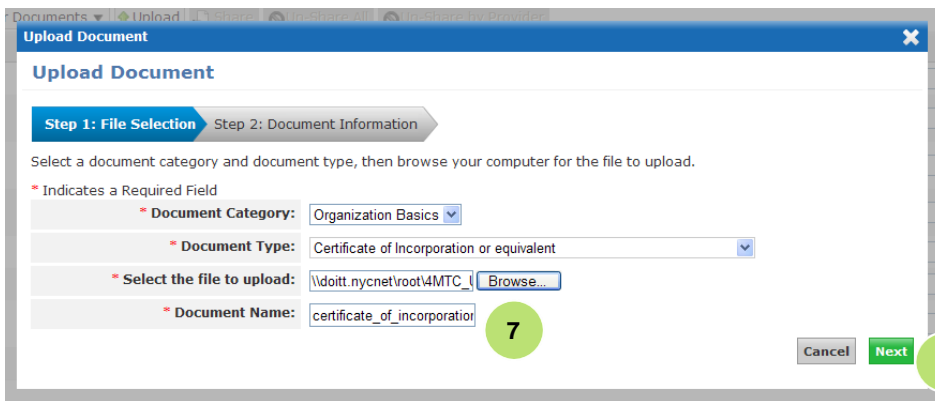 Documents ▼ Upload Share Un-Share All Un-Share by Provider
Upload Document
Upload Document
Step 1: File Selection Step 2: Document Information
Select a document category and document type, then browse your computer for the file to upload.
* Indicates a Required Field
* Document Category: Organization Basics
* Document Type: Certificate of Incorporation or equivalent
* Select the file to upload: \\doitt.nycnet\root\4MTC_U Browse...
* Document Name: certificate_of_incorporation
7
Cancel Next